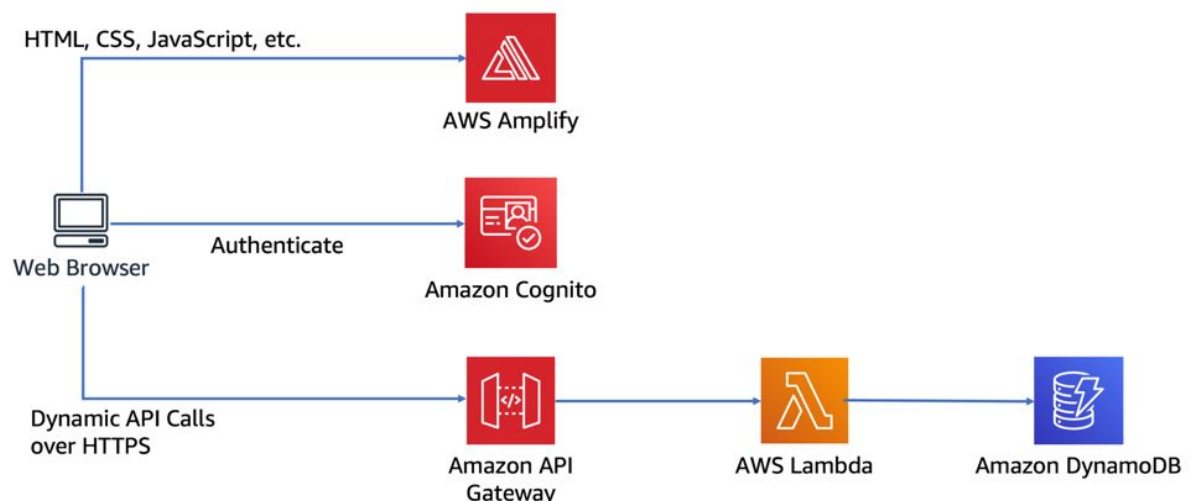 HTML, CSS, JavaScript, etc.
AWS Amplify
Web Browser
Authenticate
Amazon Cognito
Dynamic API Calls
over HTTPS
Amazon API
Gateway
AWS Lambda
Amazon DynamoDB